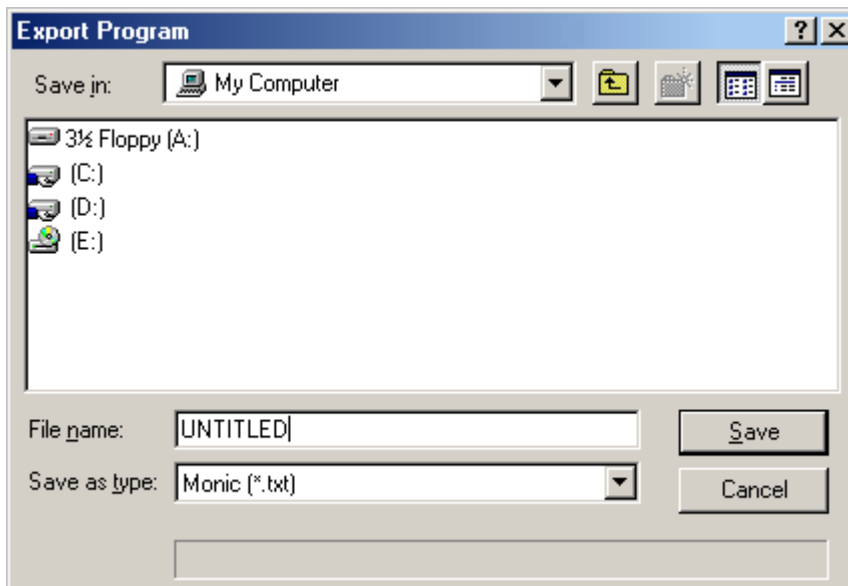 Export Program
Save in: My Computer
3½ Floppy (A:)
(C:)
(D:)
(E:)
File name: UNTITLED Save
Save as type: Monic (*.txt) Cancel